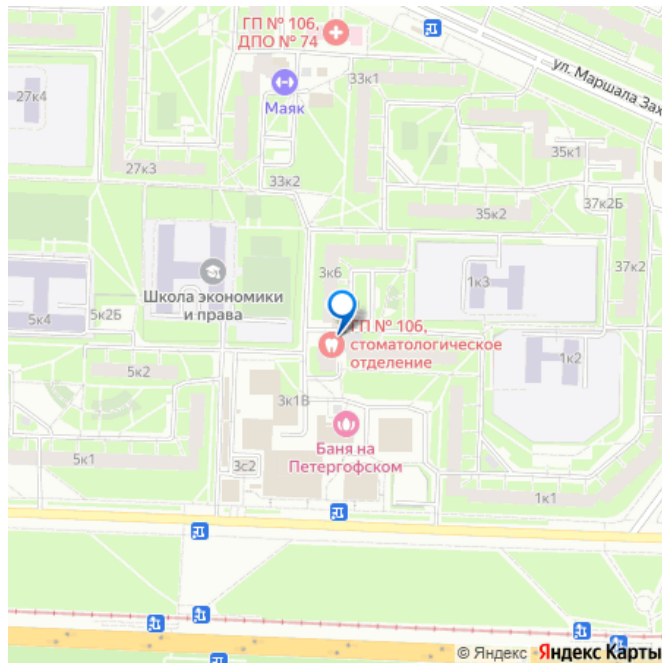 ГП № 106,
ДПО № 74
ул. Маршала Зах
27к4
33к1
Маяк
35к1
27к3
33к2
37к2Б
35к2
3к6
37к2
Школа экономики
и права
1к3
5к2Б
5к4
ГП № 106,
стоматологическое
отделение
1к2
5к2
3к1В
Баня на
Петергофском
5к1
3с2
1к1
© Яндекс Яндекс Карты